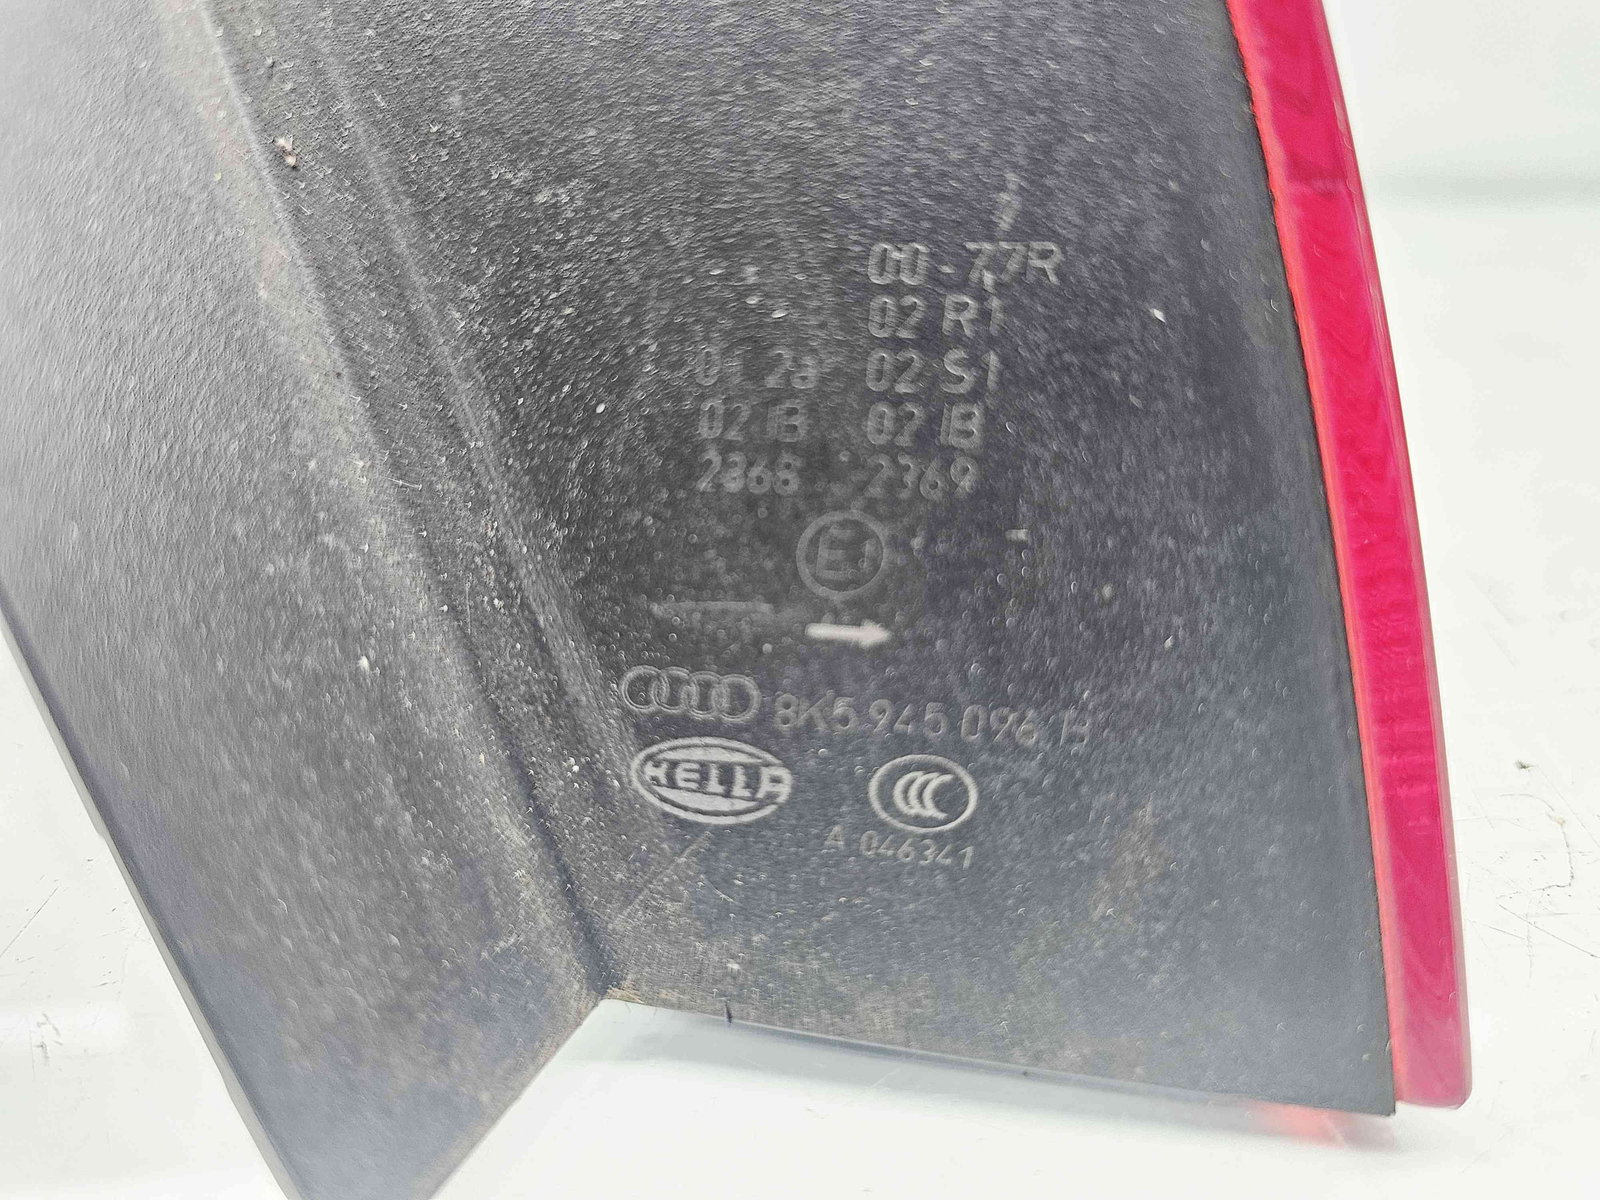 00-77R
02 R1
01 2a 02 S1
02 IB 02 IB
2368 2369
E1
8K5 945 096 H
HELLA
CCC
A 046341